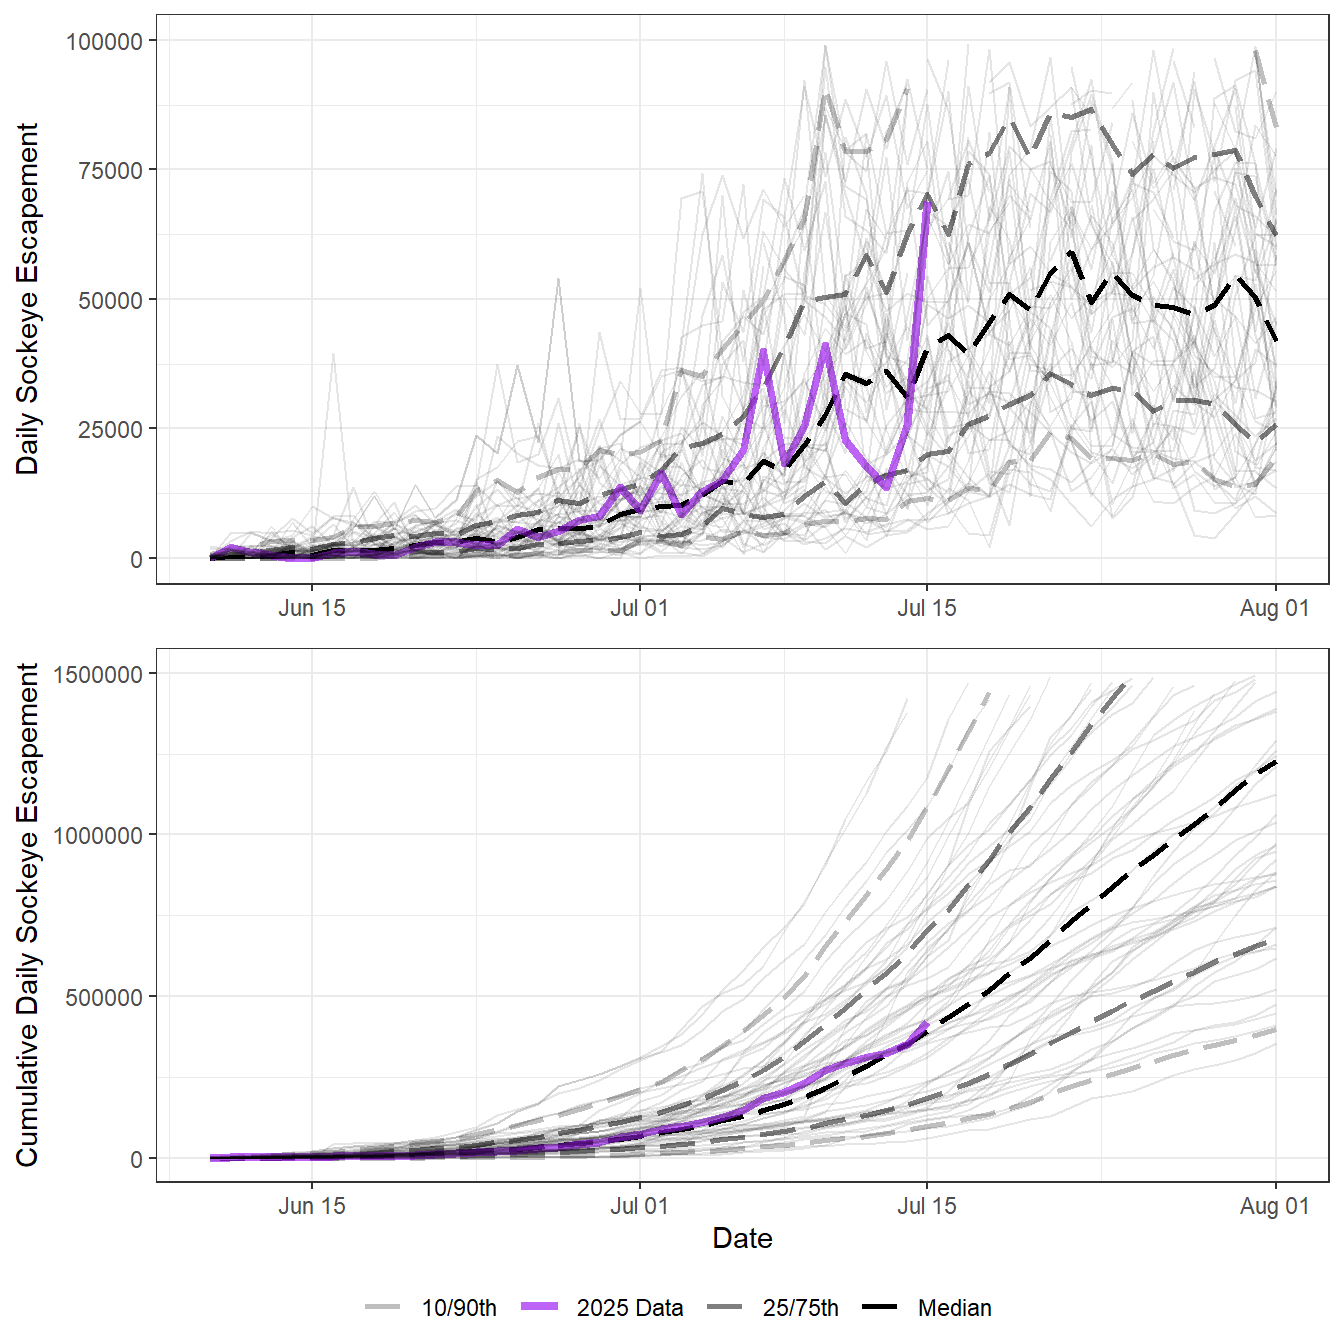 Daily Sockeye Escapement
100000
75000
50000
25000
0
Jun 15 Jul 01 Jul 15 Aug 01
Cumulative Daily Sockeye Escapement
1500000
1000000
500000
0
Jun 15 Jul 01 Jul 15 Aug 01
Date
10/90th 2025 Data 25/75th Median